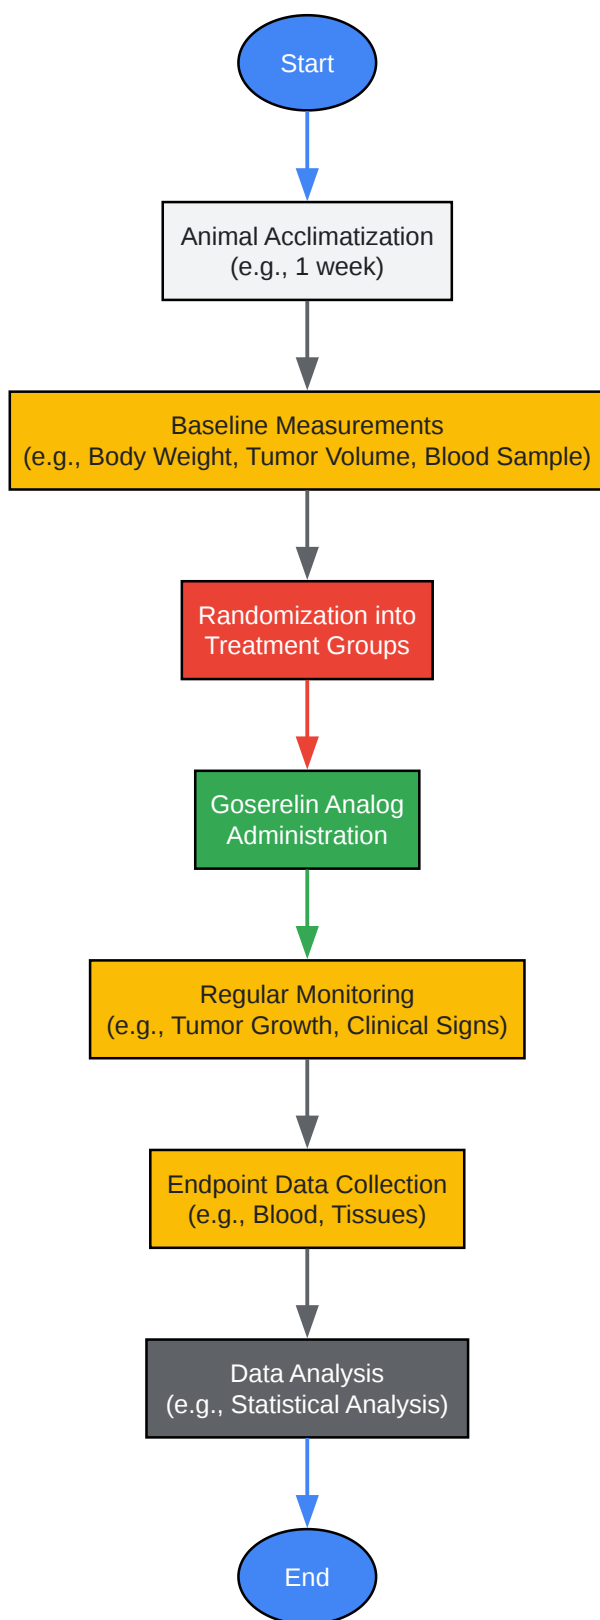 Start
Animal Acclimatization
(e.g., 1 week)
Baseline Measurements
(e.g., Body Weight, Tumor Volume, Blood Sample)
Randomization into
Treatment Groups
Goserelin Analog
Administration
Regular Monitoring
(e.g., Tumor Growth, Clinical Signs)
Endpoint Data Collection
(e.g., Blood, Tissues)
Data Analysis
(e.g., Statistical Analysis)
End